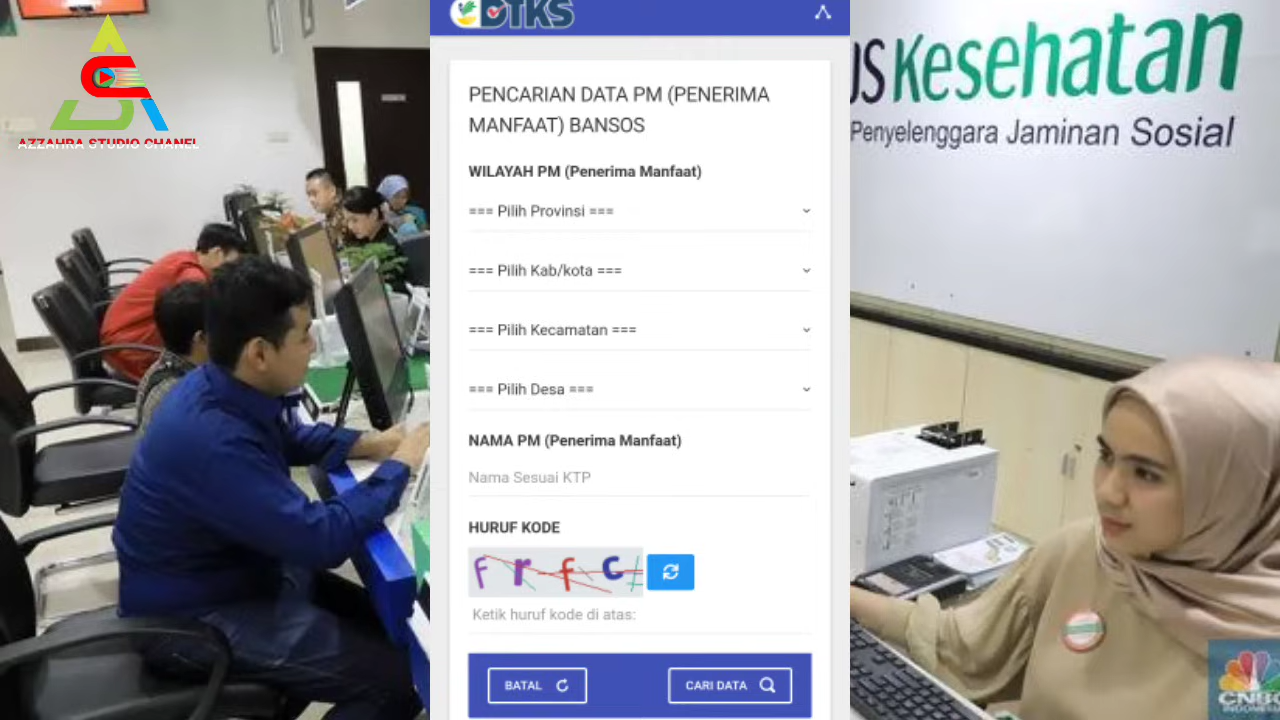 AZZAHRA STUDIO CHANEL
DTKS
PENCARIAN DATA PM (PENERIMA
MANFAAT) BANSOS
WILAYAH PM (Penerima Manfaat)
=== Pilih Provinsi ===
=== Pilih Kab/kota ===
=== Pilih Kecamatan ===
=== Pilih Desa ===
NAMA PM (Penerima Manfaat)
Nama Sesuai KTP
HURUF KODE
Ketik huruf kode di atas:
BATAL
CARI DATA
JS Kesehatan
Penyelenggara Jaminan Sosial
CNBC
INDONESIA